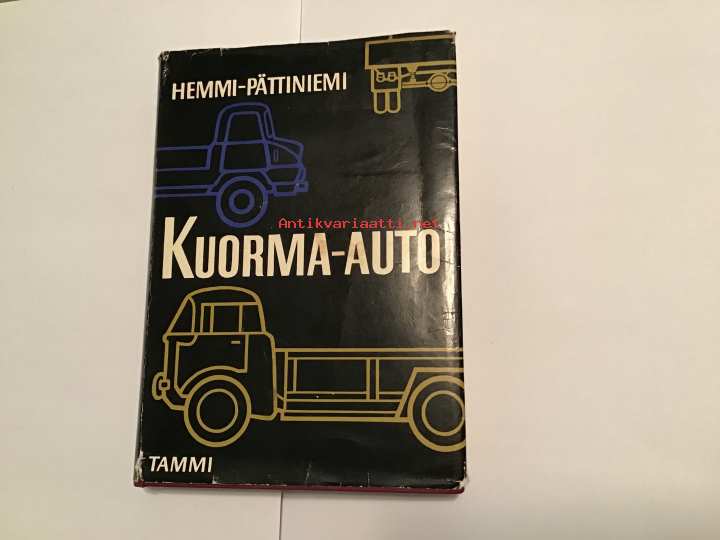 HEMMI-PÄTTINIEMI
Antikvariaatti.net
KUORMA-AUTO
TAMMI